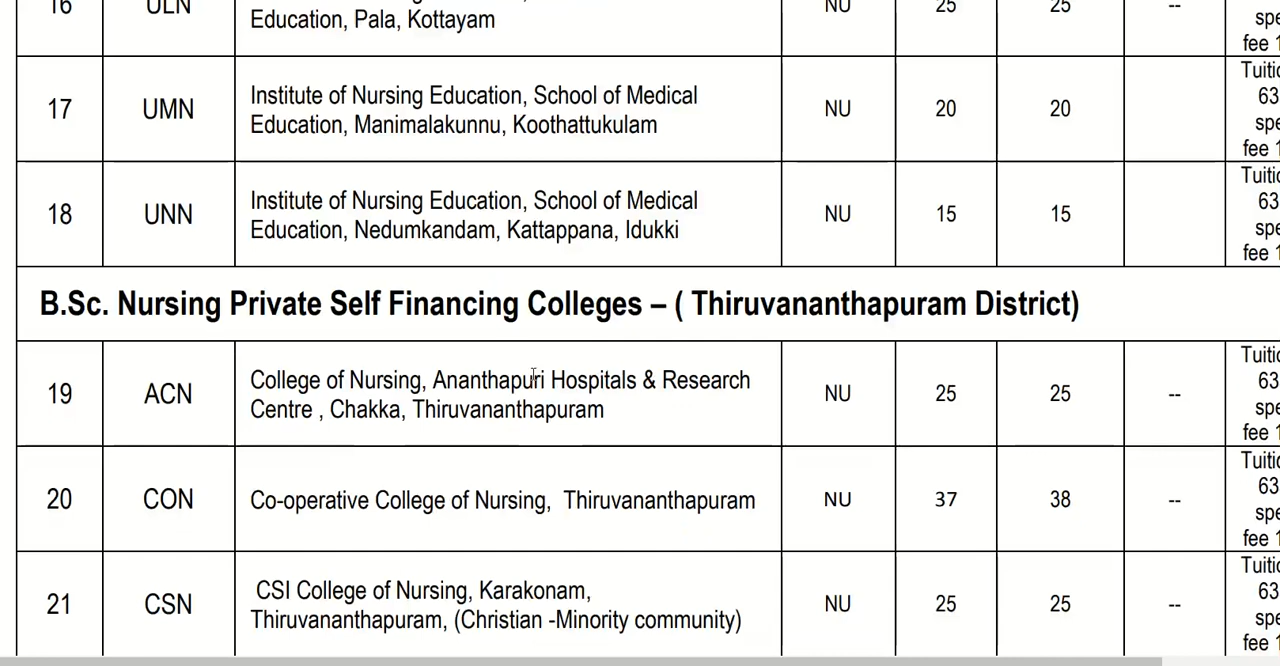 16 ULN NU 25 25 -- spe
Education, Pala, Kottayam
fee 1
Tuitio
17 UMN Institute of Nursing Education, School of Medical NU 20 20 63
Education, Manimalakunnu, Koothattukulam spe
fee 1
Tuitio
18 UNN Institute of Nursing Education, School of Medical NU 15 15 63
Education, Nedumkandam, Kattappana, Idukki spe
fee 1
B.Sc. Nursing Private Self Financing Colleges – ( Thiruvananthapuram District)
Tuitio
19 ACN College of Nursing, Ananthapuri Hospitals & Research NU 25 25 -- 63
Centre , Chakka, Thiruvananthapuram spe
fee 1
Tuitio
20 CON Co-operative College of Nursing, Thiruvananthapuram NU 37 38 -- 63
spe
fee 1
Tuitio
21 CSN CSI College of Nursing, Karakonam, NU 25 25 -- 63
Thiruvananthapuram, (Christian -Minority community) spe
fee 1